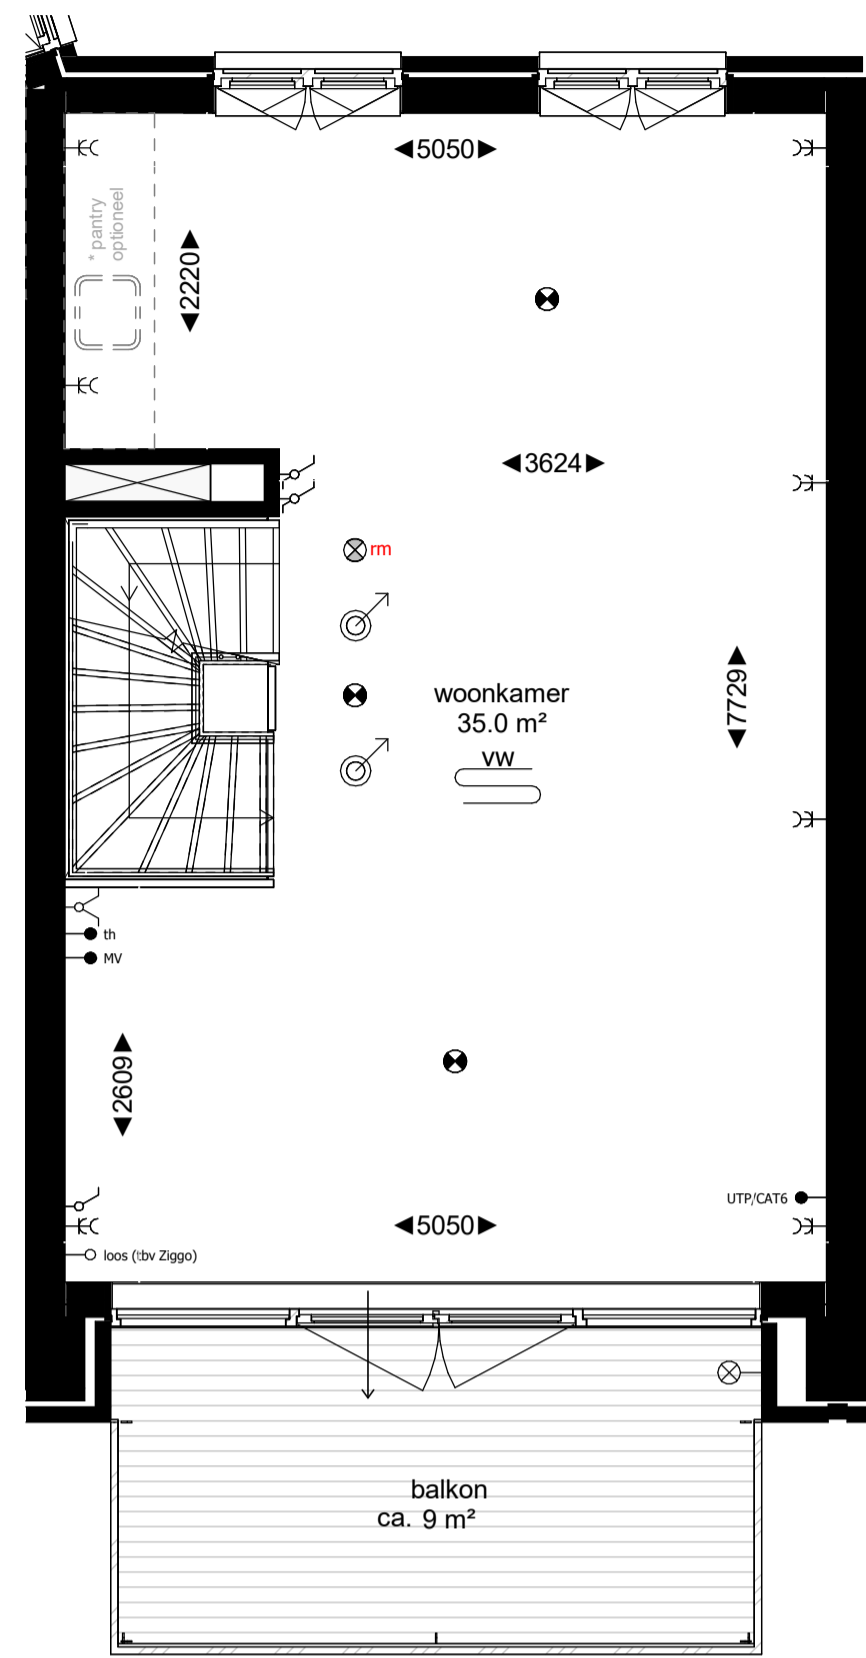 5050
* pantry
optioneel
2220
3624
rm
woonkamer
35.0 m²
vw
7729
th
MV
2609
UTP/CAT6
5050
loos (tbv Ziggo)
balkon
ca. 9 m²